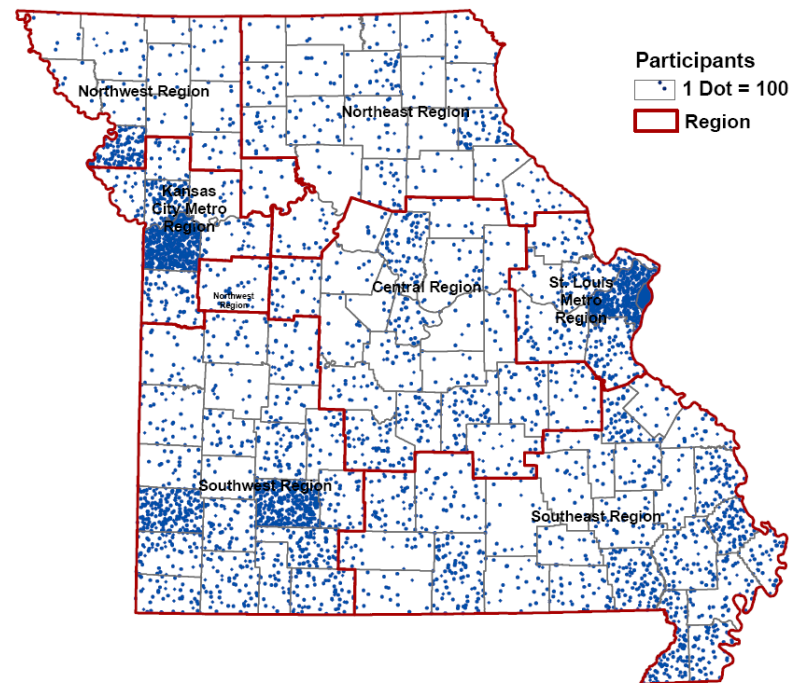 Participants
1 Dot = 100
Region
Northwest Region
Northeast Region
Kansas
City Metro
Region
Northwest
Region
Central Region
St. Louis
Metro
Region
Southwest Region
Southeast Region